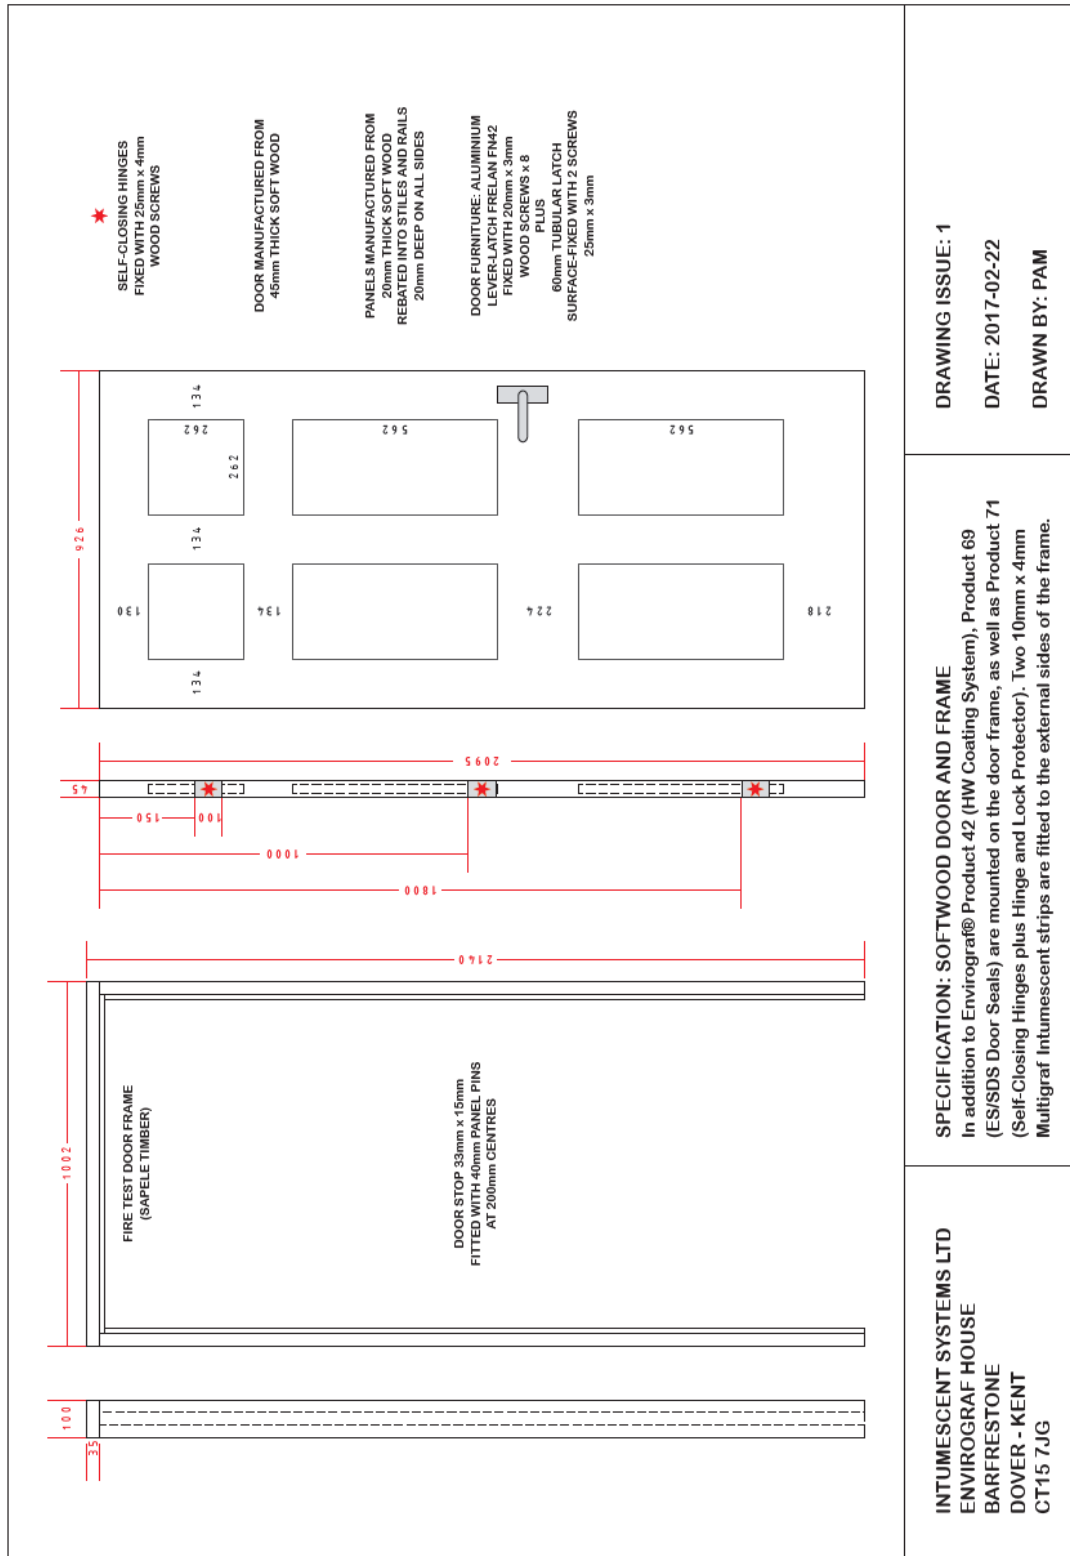 100
35
1002
2140
FIRE TEST DOOR FRAME
(SAPELE TIMBER)
DOOR STOP 33mm x 15mm
FITTED WITH 40mm PANEL PINS
AT 200mm CENTRES
45
150
100
1000
1800
2095
926
130
134
134
134
262
262
134
562
224
562
218
SELF-CLOSING HINGES
FIXED WITH 25mm x 4mm
WOOD SCREWS
DOOR MANUFACTURED FROM
45mm THICK SOFT WOOD
PANELS MANUFACTURED FROM
20mm THICK SOFT WOOD
REBATED INTO STILES AND RAILS
20mm DEEP ON ALL SIDES
DOOR FURNITURE: ALUMINIUM
LEVER-LATCH FRELAN FN42
FIXED WITH 20mm x 3mm
WOOD SCREWS x 8
PLUS
60mm TUBULAR LATCH
SURFACE-FIXED WITH 2 SCREWS
25mm x 3mm
INTUMESCENT SYSTEMS LTD
ENVIROGRAF HOUSE
BARFRESTONE
DOVER - KENT
CT15 7JG
SPECIFICATION: SOFTWOOD DOOR AND FRAME
In addition to Envirograf® Product 42 (HW Coating System), Product 69
(ES/SDS Door Seals) are mounted on the door frame, as well as Product 71
(Self-Closing Hinges plus Hinge and Lock Protector). Two 10mm x 4mm
Multigraf Intumescent strips are fitted to the external sides of the frame.
DRAWING ISSUE: 1
DATE: 2017-02-22
DRAWN BY: PAM